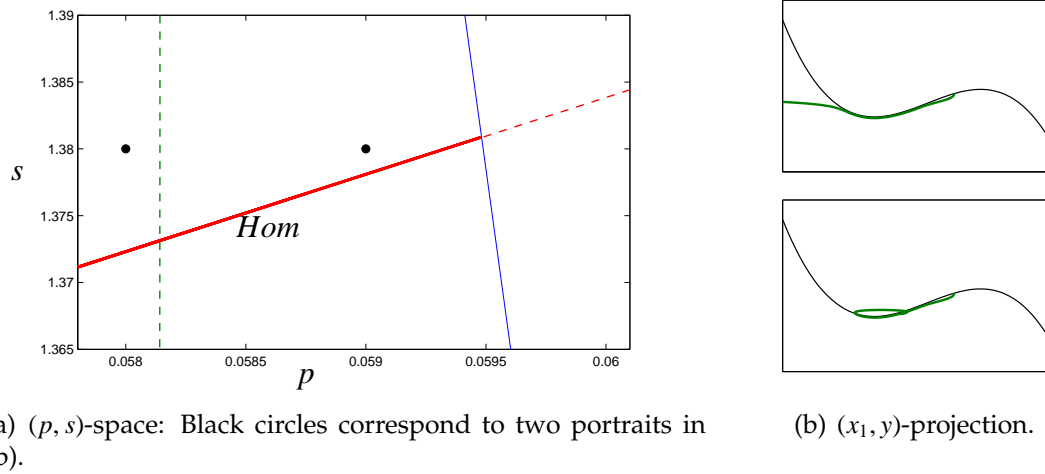 1.39
1.385
1.38
s
1.375
Hom
1.37
1.365
0.058 0.0585 0.059 0.0595 0.06
p
) (p, s)-space: Black circles correspond to two portraits in
).
(b) (x1, y)-projection.